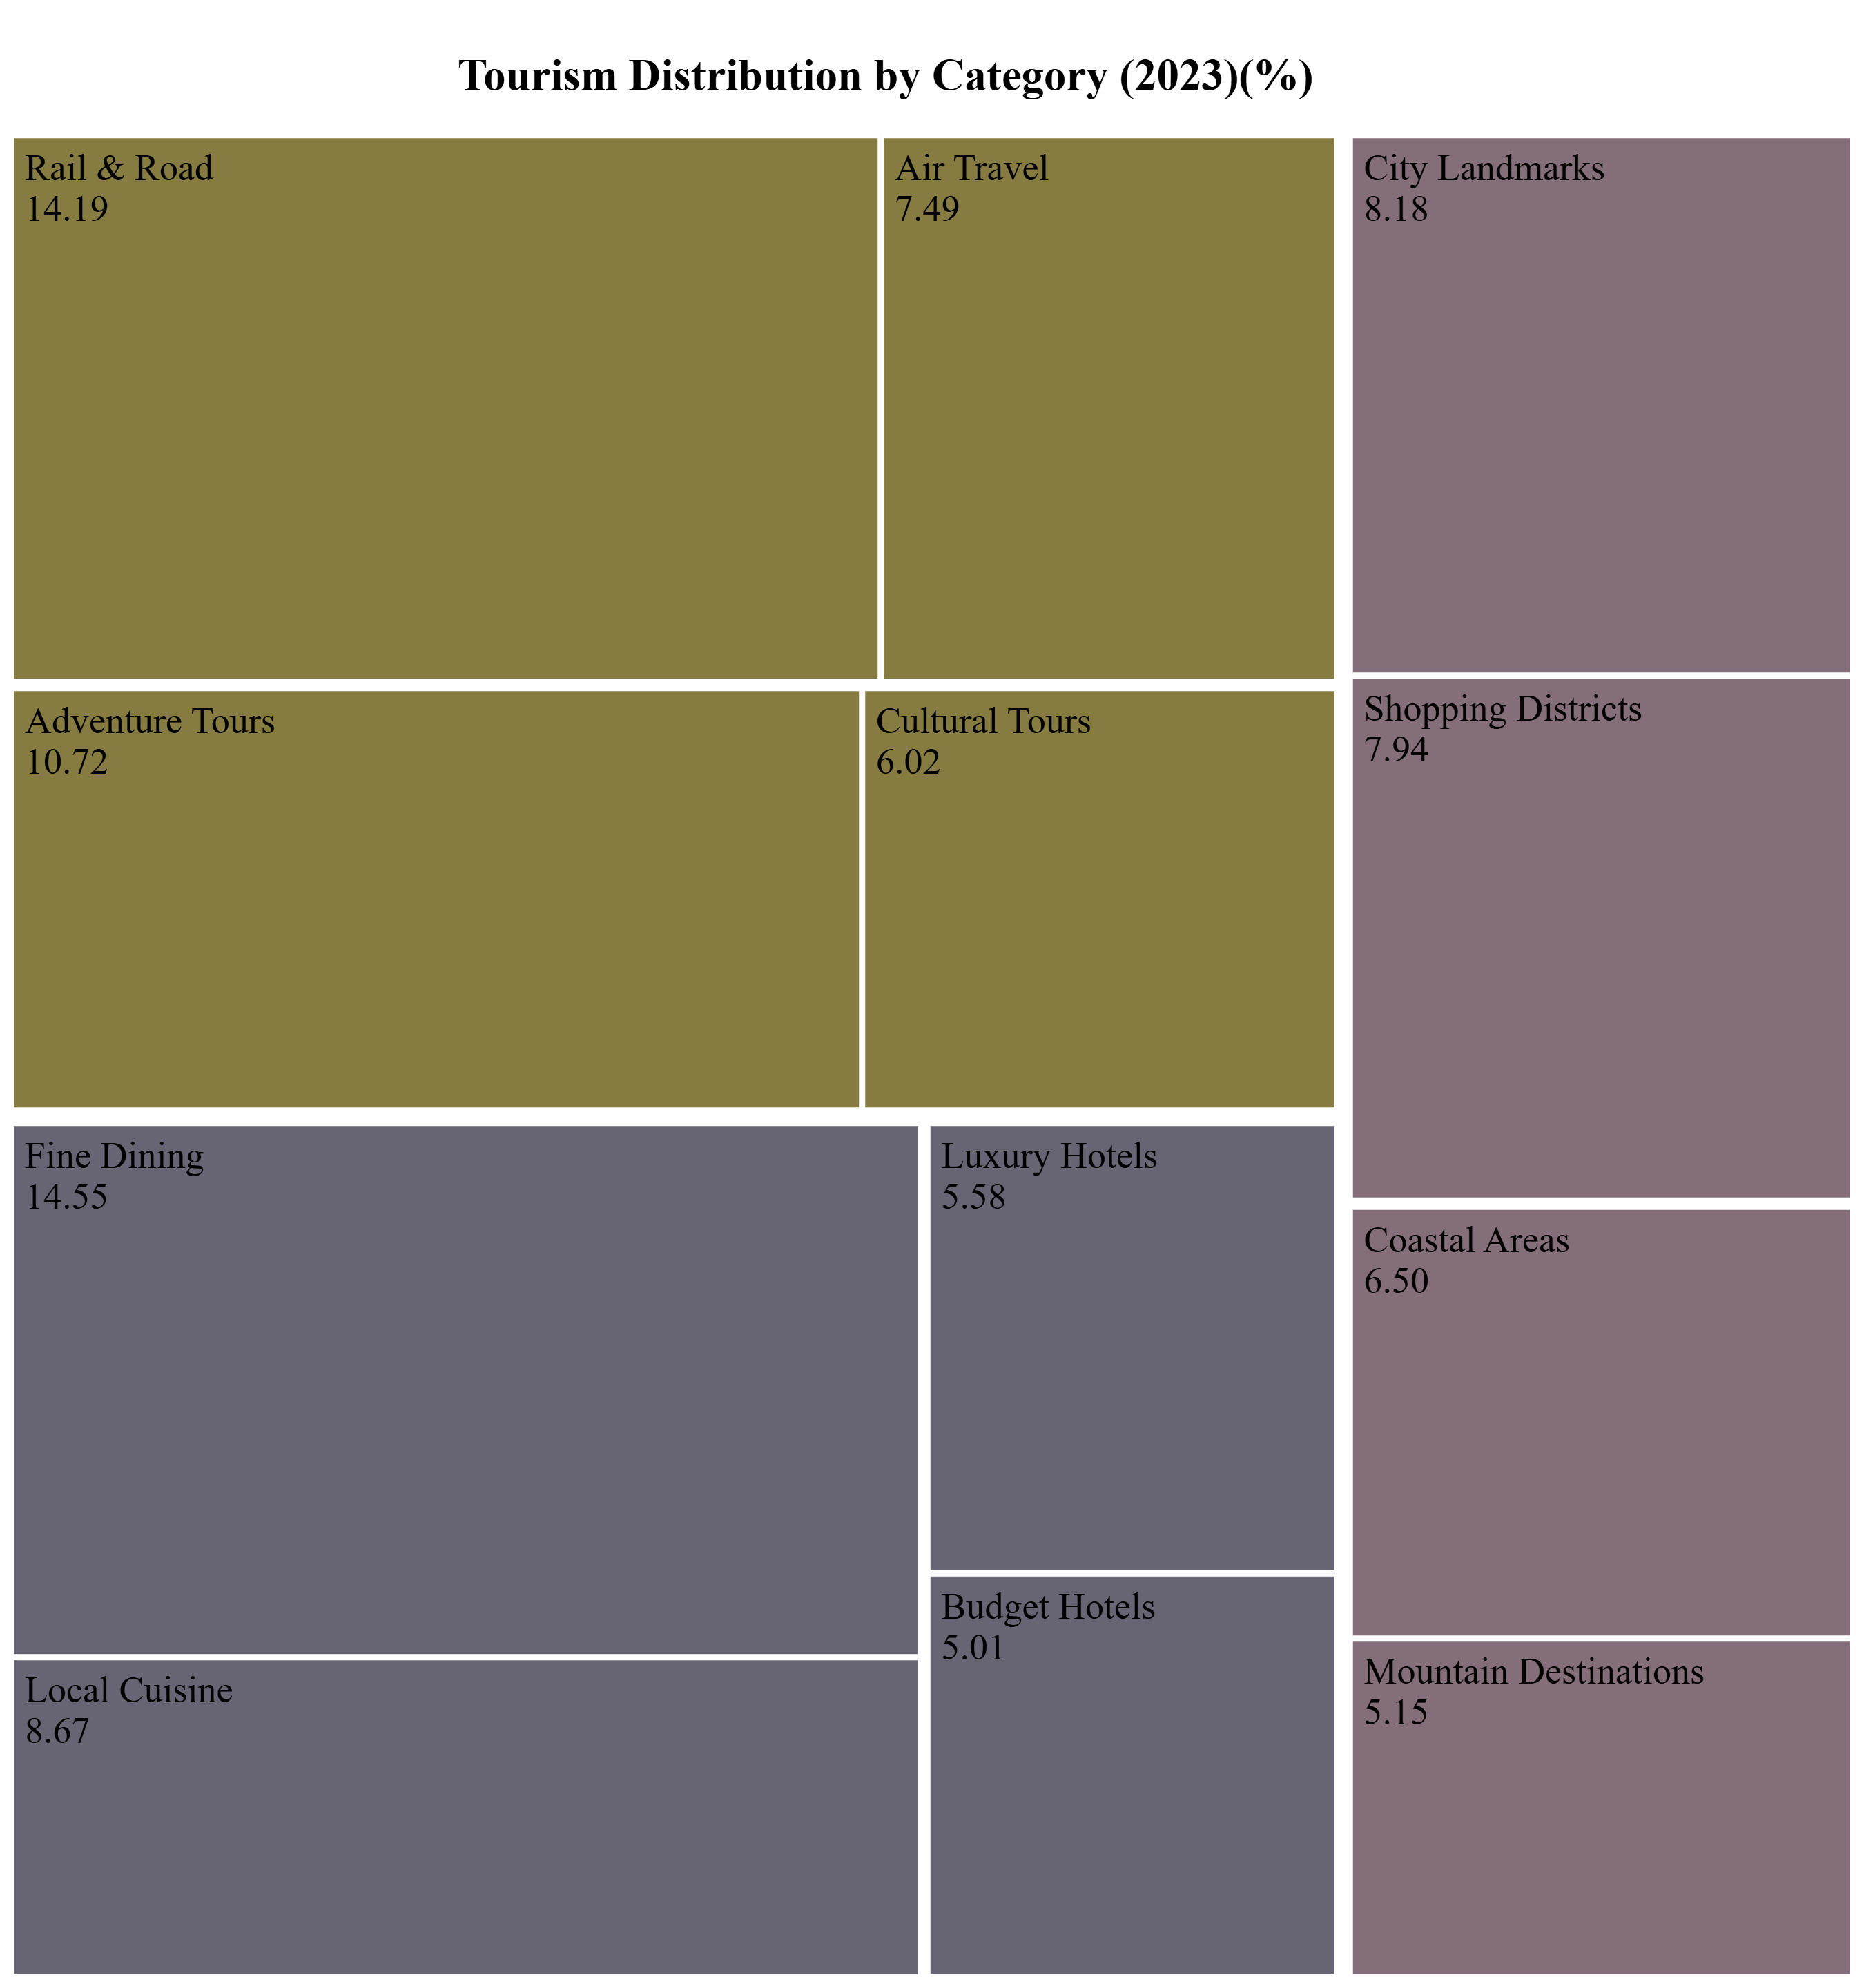 Tourism Distribution by Category (2023)(%)
Rail & Road
14.19
Air Travel
7.49
City Landmarks
8.18
Adventure Tours
10.72
Cultural Tours
6.02
Shopping Districts
7.94
Fine Dining
14.55
Luxury Hotels
5.58
Coastal Areas
6.50
Budget Hotels
5.01
Local Cuisine
8.67
Mountain Destinations
5.15